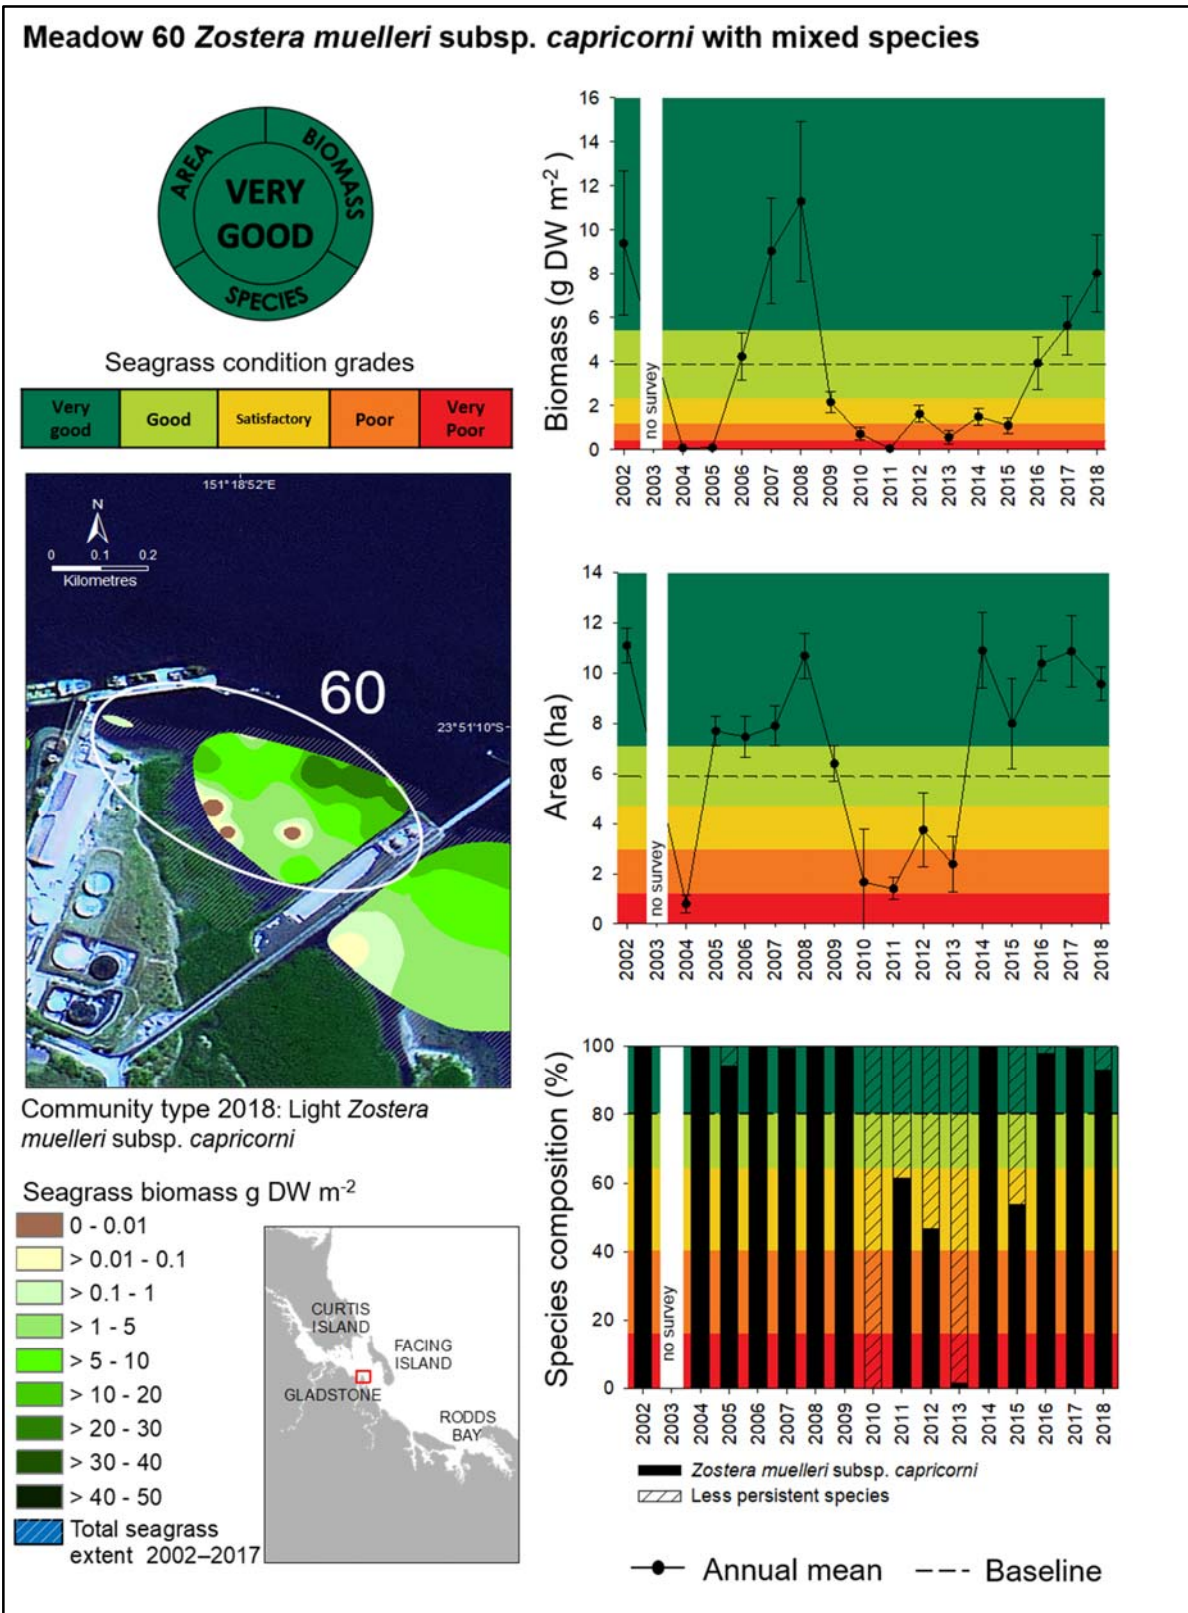 Meadow 60 Zostera muelleri subsp. capricorni with mixed species
AREA
BIOMASS
SPECIES
VERY
GOOD
Seagrass condition grades
Very
good
Good
Satisfactory
Poor
Very
Poor
151° 18'52"E
N
0 0.1 0.2
Kilometres
60
23°51'10"S
Community type 2018: Light Zostera
muelleri subsp. capricorni
Seagrass biomass g DW m-2
0 - 0.01
> 0.01 - 0.1
> 0.1 - 1
> 1 - 5
> 5 - 10
> 10 - 20
> 20 - 30
> 30 - 40
> 40 - 50
Total seagrass
extent 2002–2017
CURTIS
ISLAND
FACING
ISLAND
GLADSTONE
RODDS
BAY
Biomass (g DW m-2)
16
14
12
10
8
6
4
2
0
no survey
2002 2003 2004 2005 2006 2007 2008 2009 2010 2011 2012 2013 2014 2015 2016 2017 2018
Area (ha)
14
12
10
8
6
4
2
0
no survey
2002 2003 2004 2005 2006 2007 2008 2009 2010 2011 2012 2013 2014 2015 2016 2017 2018
Species composition (%)
100
80
60
40
20
0
no survey
2002 2003 2004 2005 2006 2007 2008 2009 2010 2011 2012 2013 2014 2015 2016 2017 2018
Zostera muelleri subsp. capricorni
Less persistent species
Annual mean
Baseline